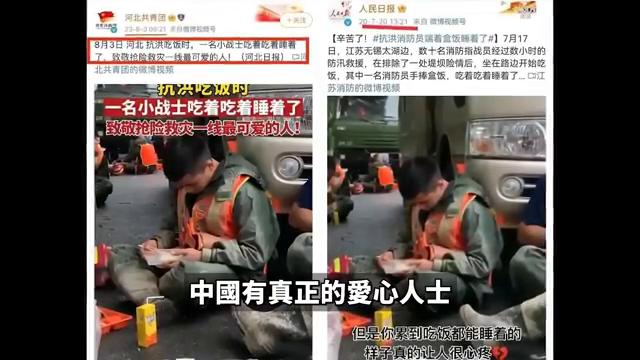 河北共青团
23-8-3 09:21 来自 微博视频号
8月3日 河北 抗洪吃饭时，一名小战士吃着吃着睡着
了，致敬抢险救灾一线最可爱的人！（河北日报）
北共青团的微博视频
抗洪吃饭时
一名小战士吃着吃着睡着了
致敬抢险救灾一线最可爱的人！
人民日报
20-7-20 13:21 来自 微博视频号
【辛苦了！#抗洪消防员端着盒饭睡着了#】7月17
日，江苏无锡太湖边，数十名消防指战员经过数小时的
防汛救援，在排除了一处堤坝险情后，坐在路边开始吃
饭，其中一名消防员手捧盒饭，吃着吃着睡着了... 江
苏消防的微博视频
但是你累到吃饭都能睡着的
样子真的让人很心疼
中國有真正的愛心人士